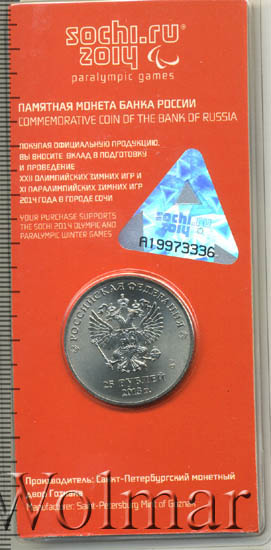 sochi.ru
2014
paralympic games
ПАМЯТНАЯ МОНЕТА БАНКА РОССИИ
COMMEMORATIVE COIN OF THE BANK OF RUSSIA
ПОКУПАЯ ОФИЦИАЛЬНУЮ ПРОДУКЦИЮ,
ВЫ ВНОСИТЕ ВКЛАД В ПОДГОТОВКУ
И ПРОВЕДЕНИЕ
XXII ОЛИМПИЙСКИХ ЗИМНИХ ИГР И
XI ПАРАЛИМПИЙСКИХ ЗИМНИХ ИГР
2014 ГОДА В ГОРОДЕ СОЧИ
YOUR PURCHASE SUPPORTS
THE SOCHI 2014 OLYMPIC AND
PARALYMPIC WINTER GAMES
sochi.ru
2014
A19973336
РОССИЙСКАЯ ФЕДЕРАЦИЯ
25 РУБЛЕЙ
2013 г.
Производитель: Санкт-Петербургский монетный
двор Гознака
Manufacturer: Saint-Petersburg Mint of Goznak
Wolmar